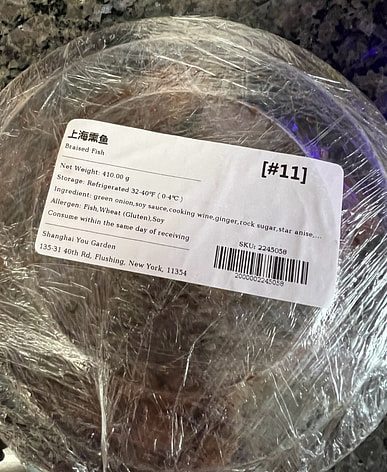 上海熏鱼
Braised Fish
[#11]
Net Weight: 410.00 g
Storage: Refrigerated 32-40°F ( 0-4°C )
Ingredient: green onion,soy sauce,cooking wine,ginger,rock sugar,star anise,...
Allergen: Fish,Wheat (Gluten),Soy
Consume within the same day of receiving
Shanghai You Garden
135-31 40th Rd, Flushing, New York, 11354
SKU: 2245058
2000002245058